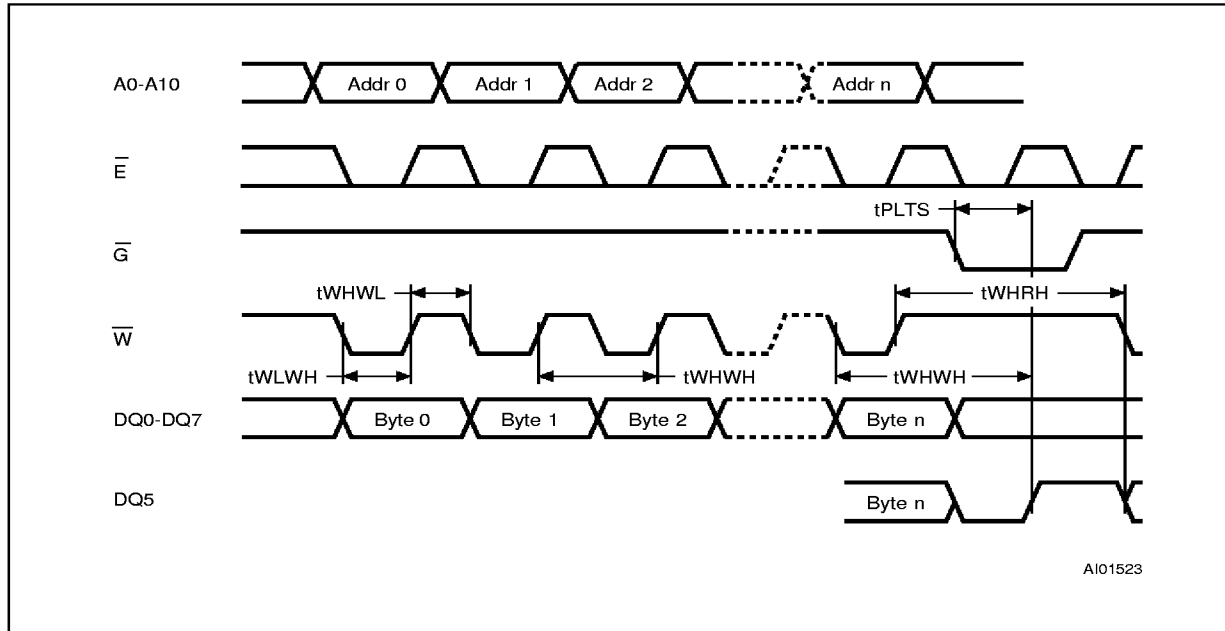 A0-A10
Addr 0
Addr 1
Addr 2
Addr n
E̅
tPLTS
G̅
tWHWL
tWHRH
W̅
tWLWH
tWHWH
tWHWH
DQ0-DQ7
Byte 0
Byte 1
Byte 2
Byte n
DQ5
Byte n
AI01523